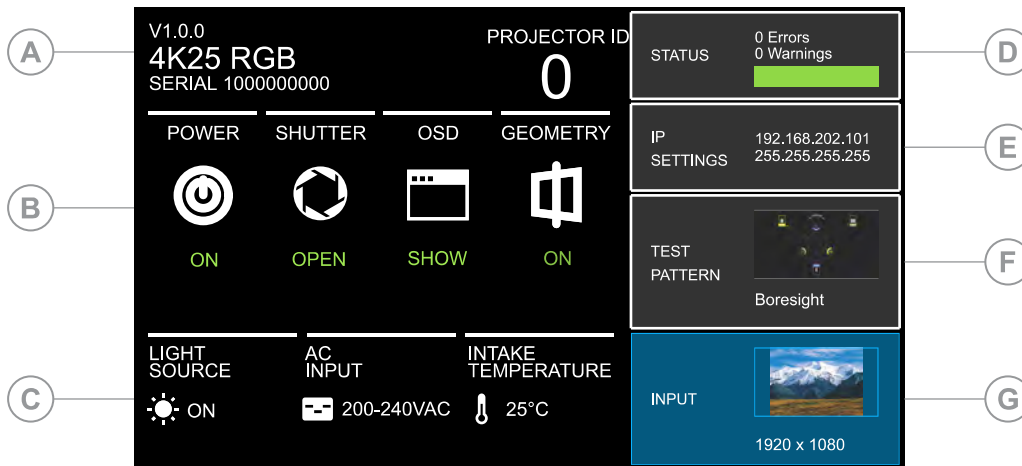 A
V1.0.0
4K25 RGB
SERIAL 1000000000
PROJECTOR ID
0
STATUS
0 Errors
0 Warnings
D
IP
SETTINGS
192.168.202.101
255.255.255.255
E
B
POWER
ON
SHUTTER
OPEN
OSD
SHOW
GEOMETRY
ON
TEST
PATTERN
Boresight
F
C
LIGHT
SOURCE
ON
AC
INPUT
200-240VAC
INTAKE
TEMPERATURE
25°C
INPUT
1920 x 1080
G